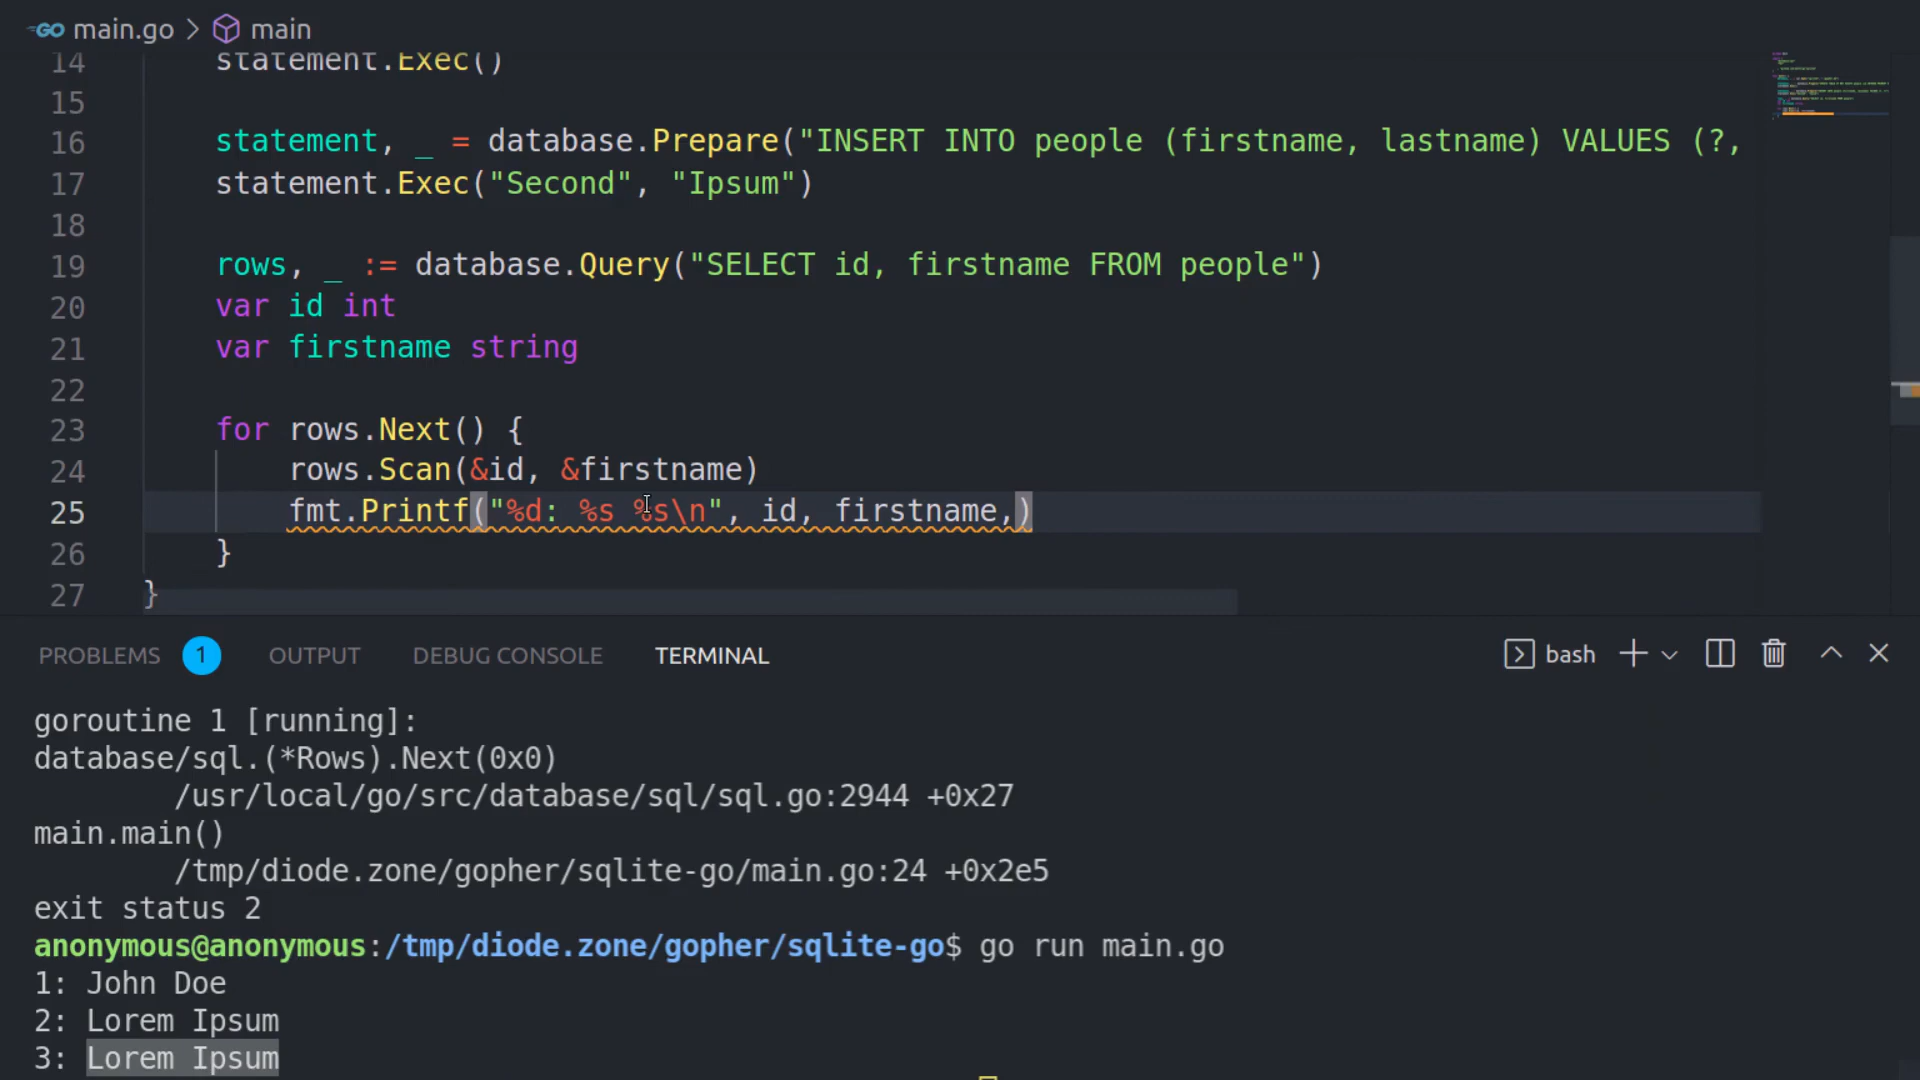 GO main.go > main
14 statement.Exec()
15
16 statement, _ = database.Prepare("INSERT INTO people (firstname, lastname) VALUES (?,
17 statement.Exec("Second", "Ipsum")
18
19 rows, _ := database.Query("SELECT id, firstname FROM people")
20 var id int
21 var firstname string
22
23 for rows.Next() {
24 rows.Scan(&id, &firstname)
25 fmt.Printf("%d: %s %s\n", id, firstname,)
26 }
27 }
PROBLEMS 1 OUTPUT DEBUG CONSOLE TERMINAL bash
goroutine 1 [running]:
database/sql.(*Rows).Next(0x0)
/usr/local/go/src/database/sql/sql.go:2944 +0x27
main.main()
/tmp/diode.zone/gopher/sqlite-go/main.go:24 +0x2e5
exit status 2
anonymous@anonymous:/tmp/diode.zone/gopher/sqlite-go$ go run main.go
1: John Doe
2: Lorem Ipsum
3: Lorem Ipsum